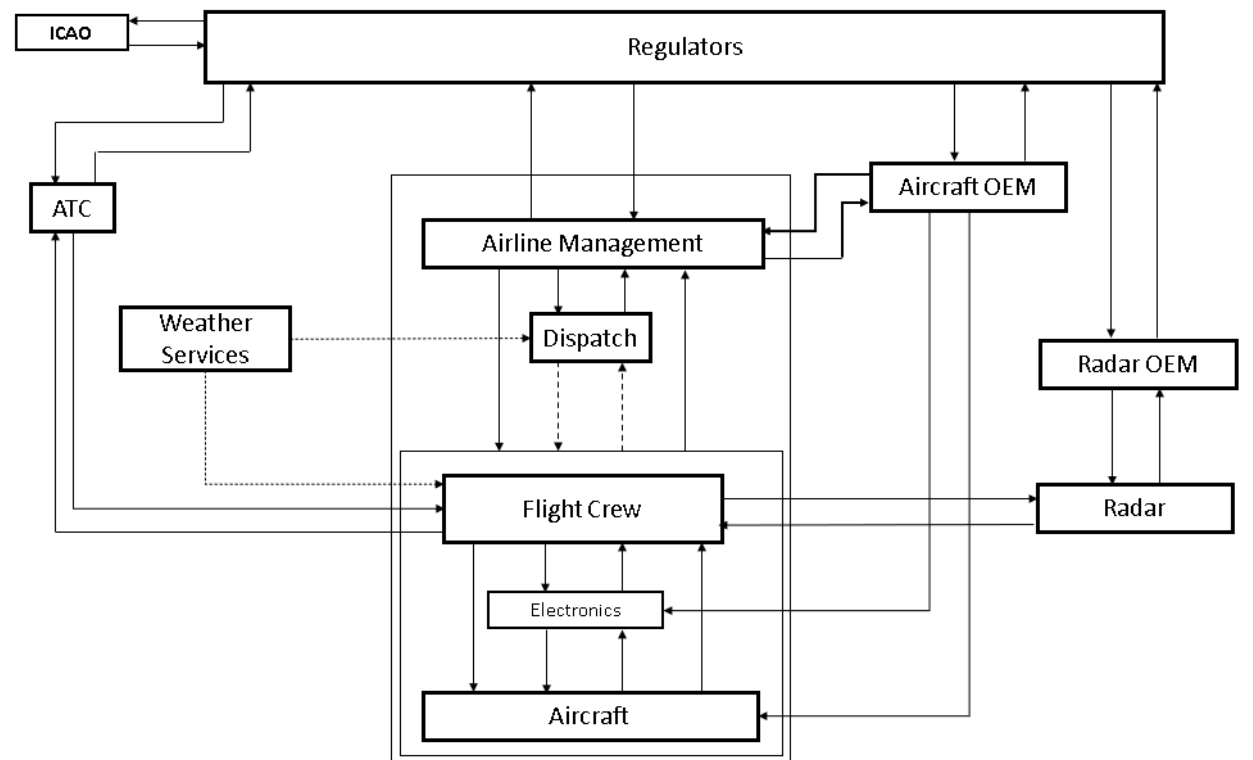 ICAO
Regulators
ATC
Aircraft OEM
Airline Management
Weather
Services
Dispatch
Radar OEM
Flight Crew
Radar
Electronics
Aircraft